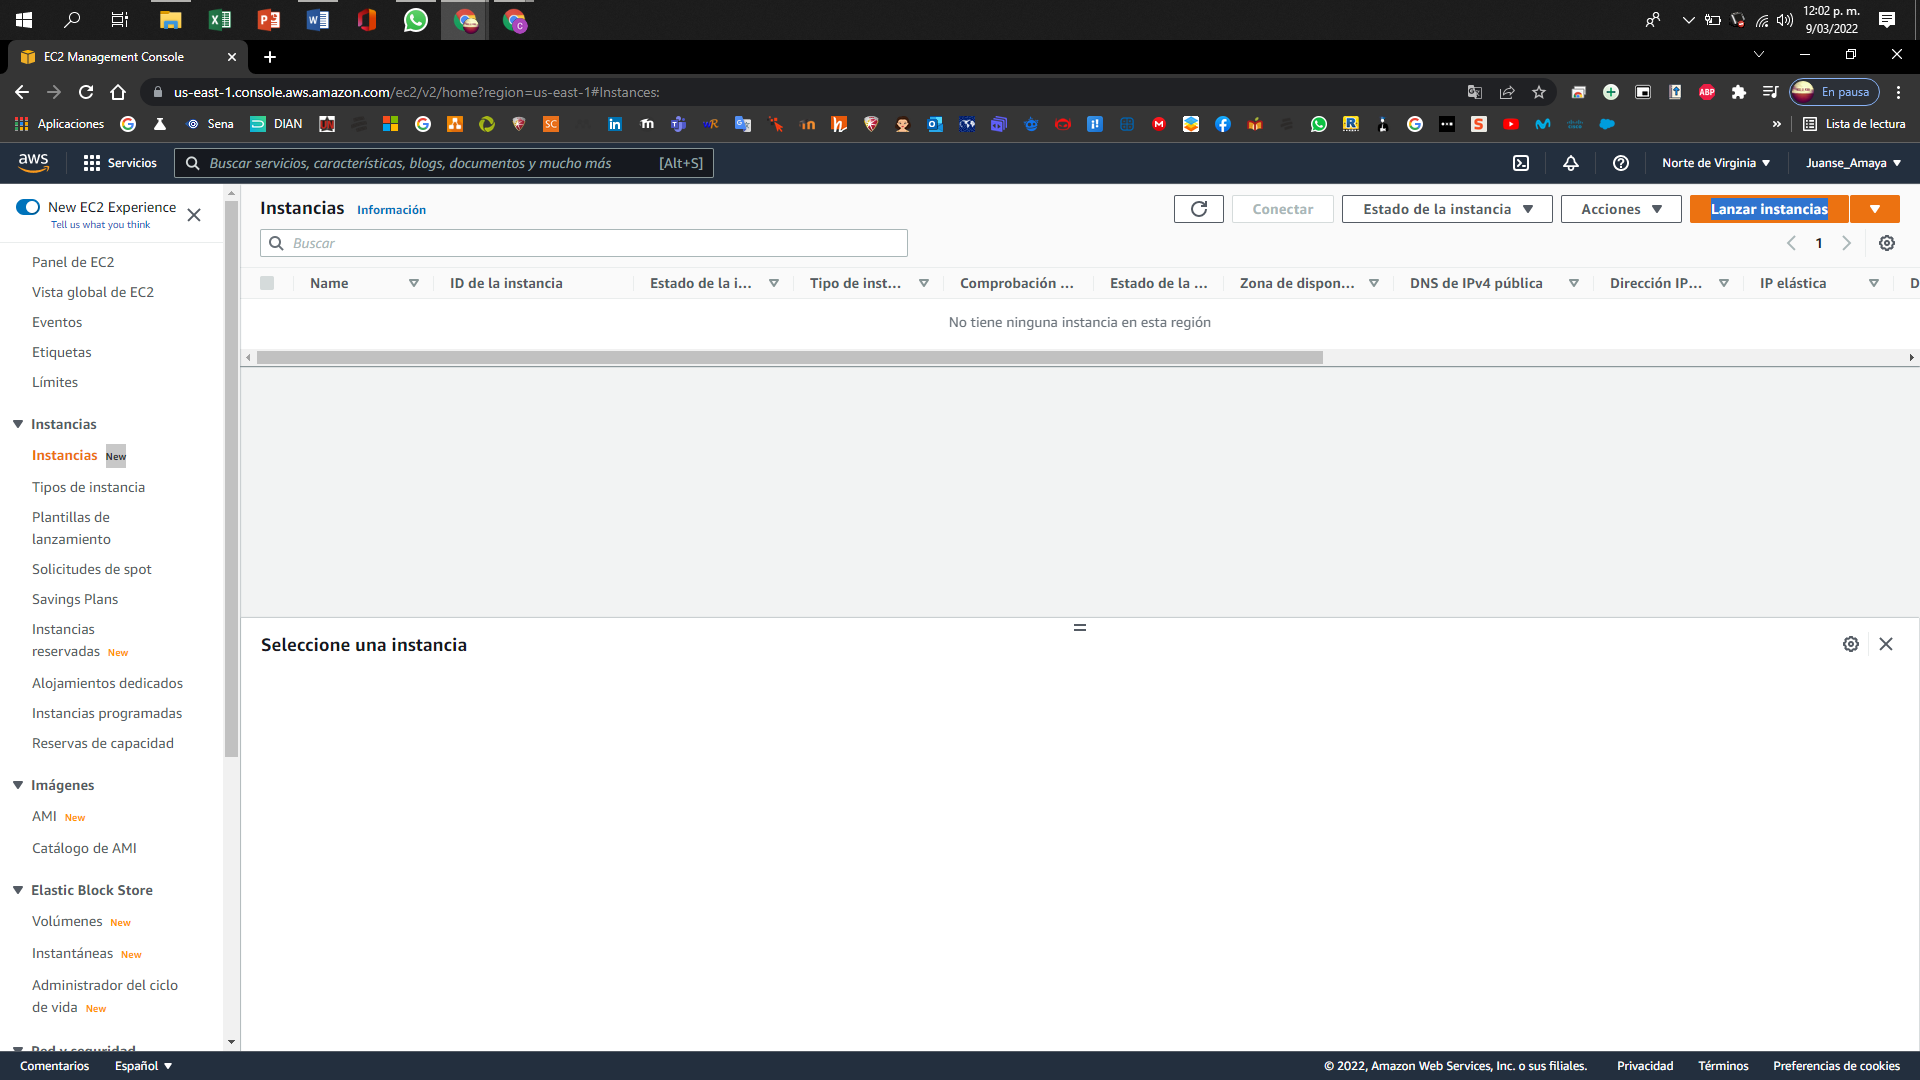 12:02 p. m.
9/03/2022
EC2 Management Console
us-east-1.console.aws.amazon.com/ec2/v2/home?region=us-east-1#Instances:
En pausa
Aplicaciones
Sena
DIAN
Lista de lectura
aws
Servicios
Buscar servicios, características, blogs, documentos y mucho más
[Alt+S]
Norte de Virginia
Juanse_Amaya
New EC2 Experience
Tell us what you think
Panel de EC2
Vista global de EC2
Eventos
Etiquetas
Límites
Instancias
Instancias New
Tipos de instancia
Plantillas de
lanzamiento
Solicitudes de spot
Savings Plans
Instancias
reservadas New
Alojamientos dedicados
Instancias programadas
Reservas de capacidad
Imágenes
AMI New
Catálogo de AMI
Elastic Block Store
Volúmenes New
Instantáneas New
Administrador del ciclo
de vida New
Red y seguridad
Instancias Información
Conectar
Estado de la instancia
Acciones
Lanzar instancias
Buscar
1
Name
ID de la instancia
Estado de la i...
Tipo de inst...
Comprobación ...
Estado de la ...
Zona de dispon...
DNS de IPv4 pública
Dirección IP...
IP elástica
D
No tiene ninguna instancia en esta región
Seleccione una instancia
Comentarios
Español
© 2022, Amazon Web Services, Inc. o sus filiales.
Privacidad
Términos
Preferencias de cookies